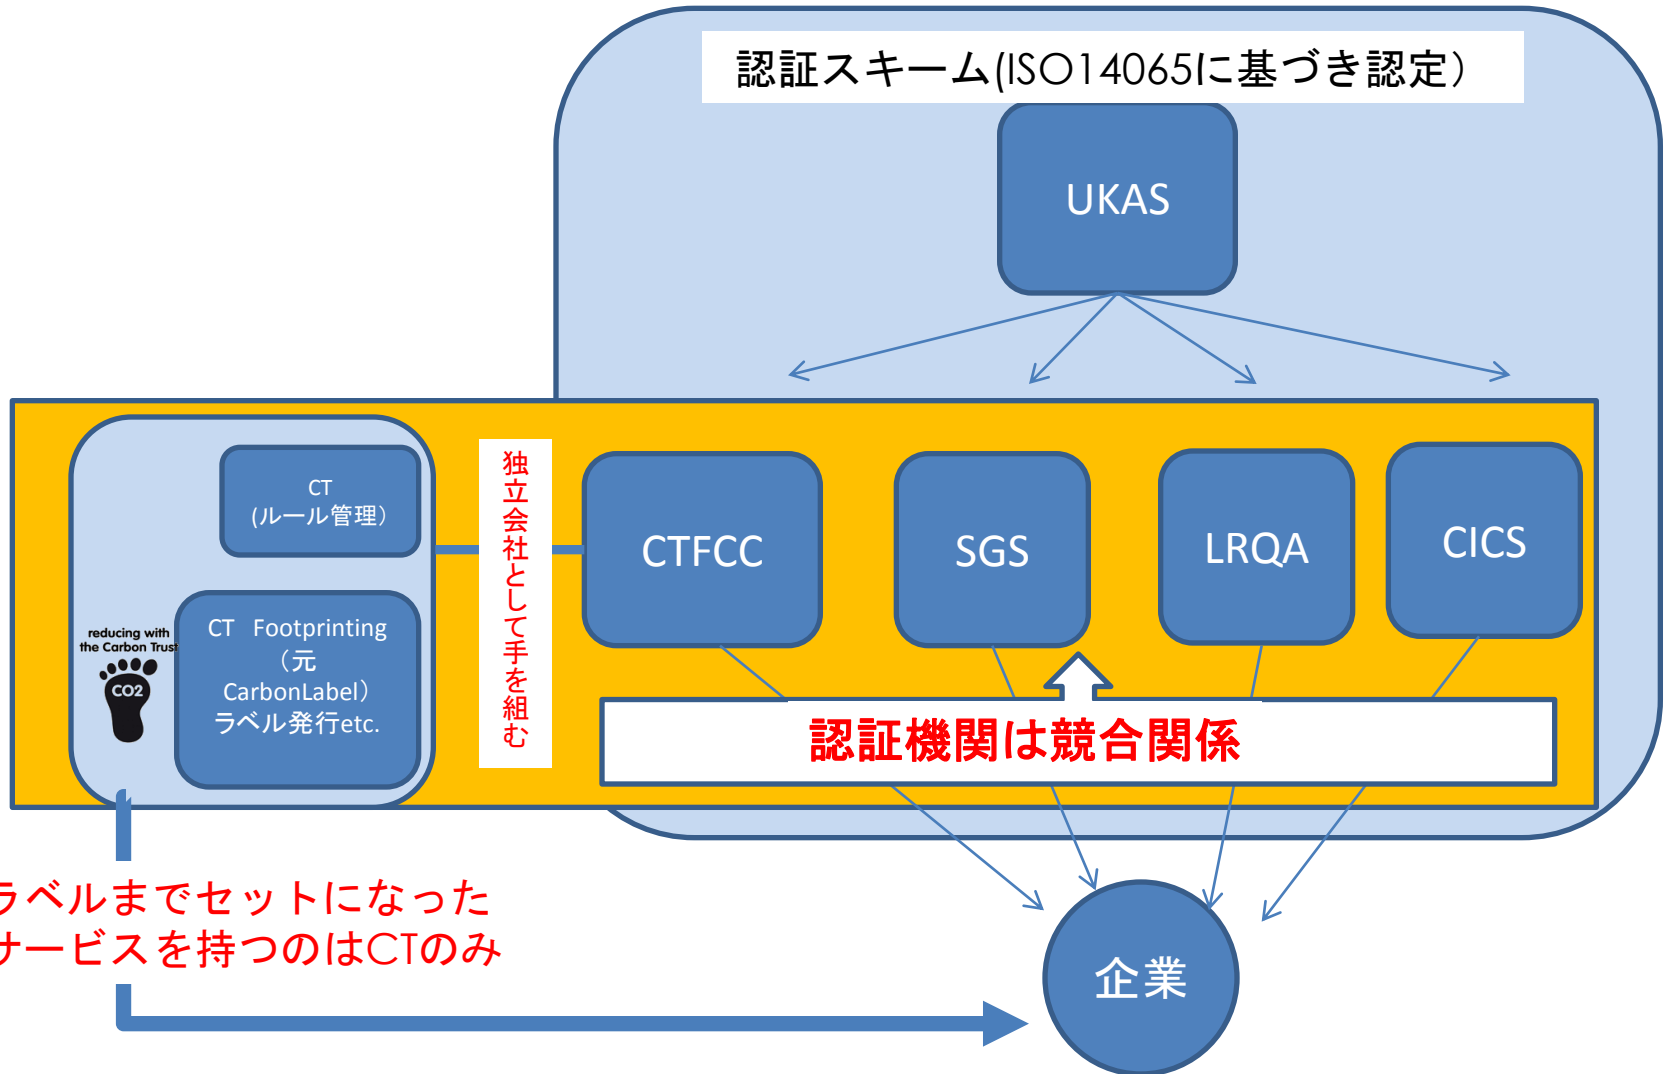 認証スキーム(ISO14065に基づき認定）
UKAS
CT
(ルール管理）
CT　Footprinting
（元
CarbonLabel）
ラベル発行etc.
reducing with
the Carbon Trust
CO2
独立会社として手を組む
CTFCC
SGS
LRQA
CICS
認証機関は競合関係
ラベルまでセットになった
サービスを持つのはCTのみ
企業